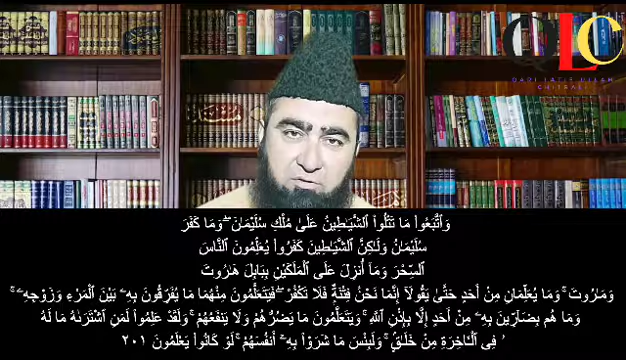 QLC
QARI LATIF ULLAH
CHITRALI
وَٱتَّبَعُوا۟ مَا تَتْلُوا۟ ٱلشَّيَـٰطِينُ عَلَىٰ مُلْكِ سُلَيْمَـٰنَ ۖ وَمَا كَفَرَ
سُلَيْمَـٰنُ وَلَـٰكِنَّ ٱلشَّيَـٰطِينَ كَفَرُوا۟ يُعَلِّمُونَ ٱلنَّاسَ
ٱلسِّحْرَ وَمَآ أُنزِلَ عَلَى ٱلْمَلَكَيْنِ بِبَابِلَ هَـٰرُوتَ
وَمَـٰرُوتَ ۚ وَمَا يُعَلِّمَانِ مِنْ أَحَدٍ حَتَّىٰ يَقُولَآ إِنَّمَا نَحْنُ فِتْنَةٌ فَلَا تَكْفُرْ ۖ فَيَتَعَلَّمُونَ مِنْهُمَا مَا يُفَرِّقُونَ بِهِۦ بَيْنَ ٱلْمَرْءِ وَزَوْجِهِۦ ۚ
وَمَا هُم بِضَآرِّينَ بِهِۦ مِنْ أَحَدٍ إِلَّا بِإِذْنِ ٱللَّهِ ۚ وَيَتَعَلَّمُونَ مَا يَضُرُّهُمْ وَلَا يَنفَعُهُمْ ۚ وَلَقَدْ عَلِمُوا۟ لَمَنِ ٱشْتَرَىٰهُ مَا لَهُۥ
فِى ٱلْـَٔاخِرَةِ مِنْ خَلَـٰقٍ ۚ وَلَبِئْسَ مَا شَرَوْا۟ بِهِۦٓ أَنفُسَهُمْ ۚ لَوْ كَانُوا۟ يَعْلَمُونَ ٢٠١